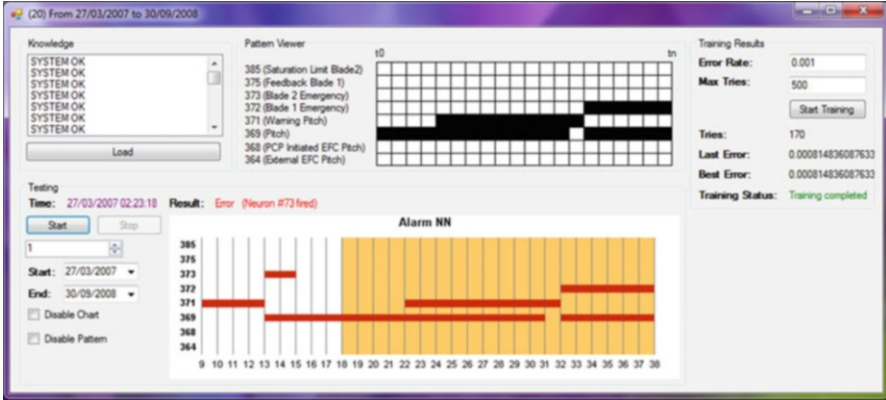 (20) From 27/03/2007 to 30/09/2008
Knowledge
SYSTEM OK
SYSTEM OK
SYSTEM OK
SYSTEM OK
SYSTEM OK
SYSTEM OK
Load
Pattern Viewer
t0 tn
385 (Saturation Limit Blade2)
375 (Feedback Blade 1)
373 (Blade 2 Emergency)
372 (Blade 1 Emergency)
371 (Warning Pitch)
369 (Pitch)
368 (PCP Initiated EFC Pitch)
364 (External EFC Pitch)
Training Results
Error Rate: 0.001
Max Tries: 500
Start Training
Tries: 170
Last Error: 0.000814836087633
Best Error: 0.000814836087633
Training Status: Training completed
Testing
Time: 27/03/2007 02:23:18 Result: Error (Neuron #73 fired)
Start Stop
1
Start: 27/03/2007
End: 30/09/2008
Disable Chart
Disable Pattern
Alarm NN
385
375
373
372
371
369
368
364
9 10 11 12 13 14 15 16 17 18 19 20 21 22 23 24 25 26 27 28 29 30 31 32 33 34 35 36 37 38